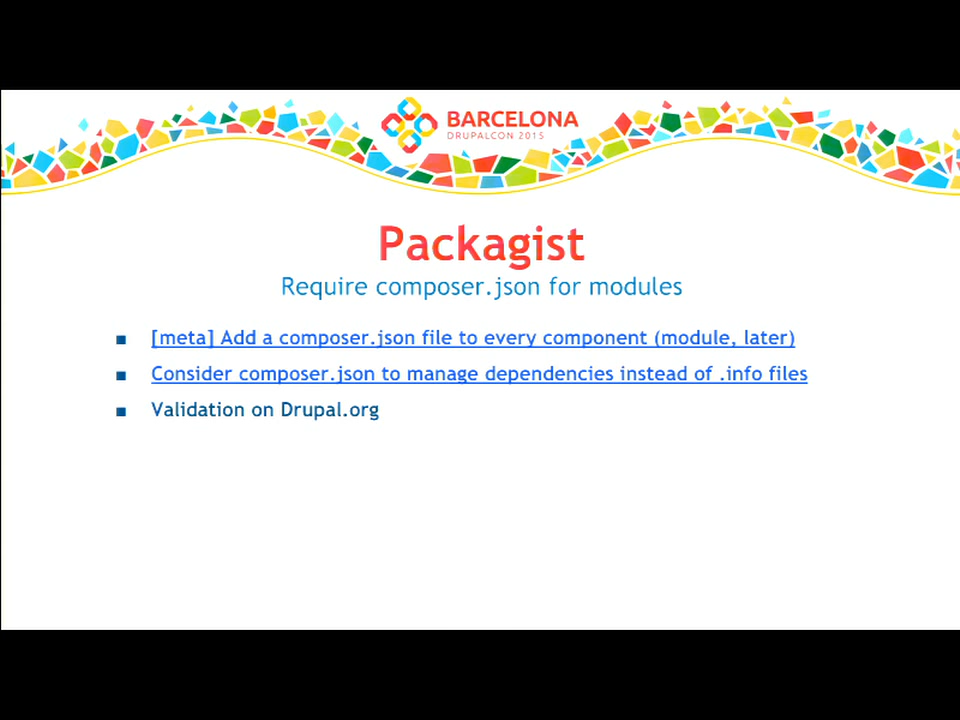 BARCELONA
DRUPALCON 2015
Packagist
Require composer.json for modules
[meta] Add a composer.json file to every component (module, later)
Consider composer.json to manage dependencies instead of .info files
Validation on Drupal.org